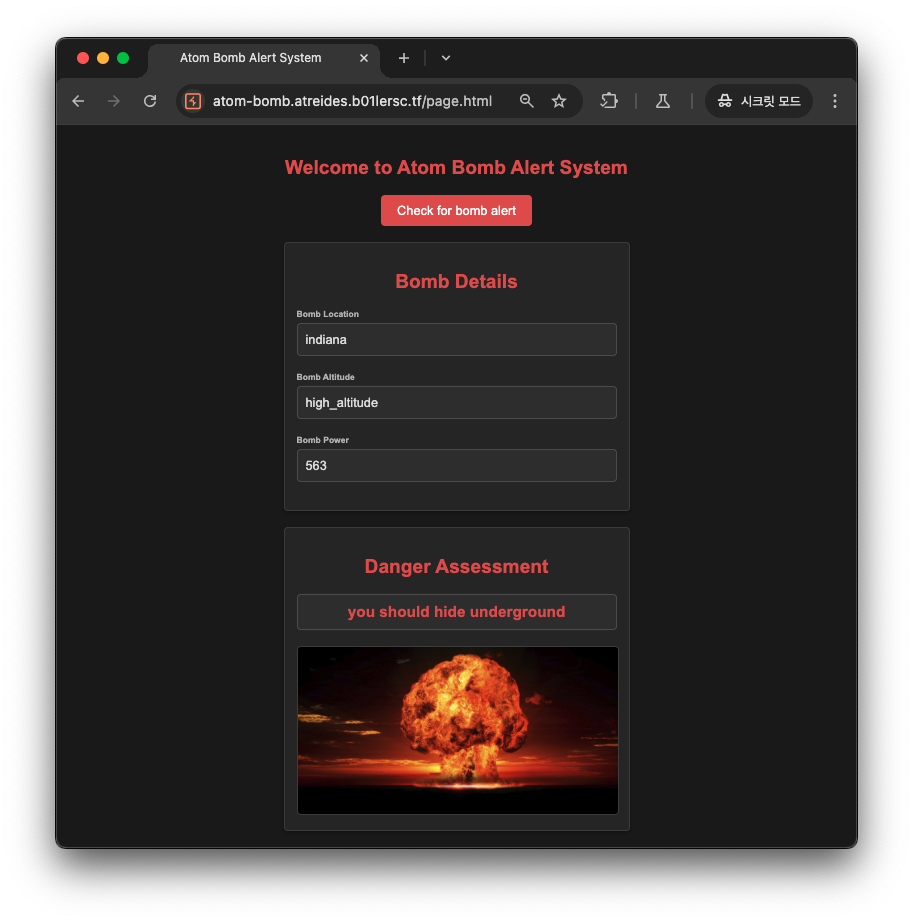 Atom Bomb Alert System
atom-bomb.atreides.b01lersc.tf/page.html
시크릿 모드
Welcome to Atom Bomb Alert System
Check for bomb alert
Bomb Details
Bomb Location
indiana
Bomb Altitude
high_altitude
Bomb Power
563
Danger Assessment
you should hide underground